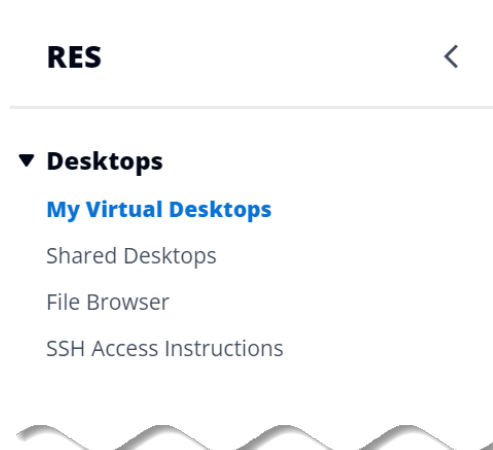 RES
Desktops
My Virtual Desktops
Shared Desktops
File Browser
SSH Access Instructions